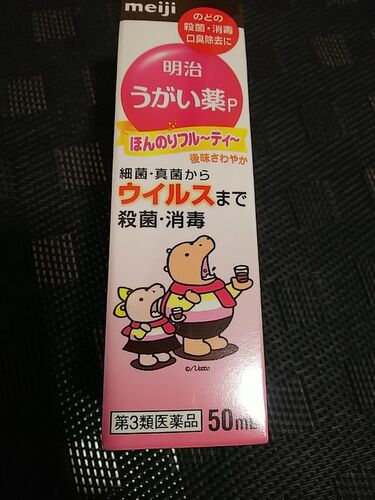 meiji
のどの
殺菌・消毒
口臭除去に
明治
うがい薬P
ほんのりフル～ティ～
後味さわやか
細菌・真菌から
ウイルスまで
殺菌・消毒
©/Vetto
第3類医薬品
50mL